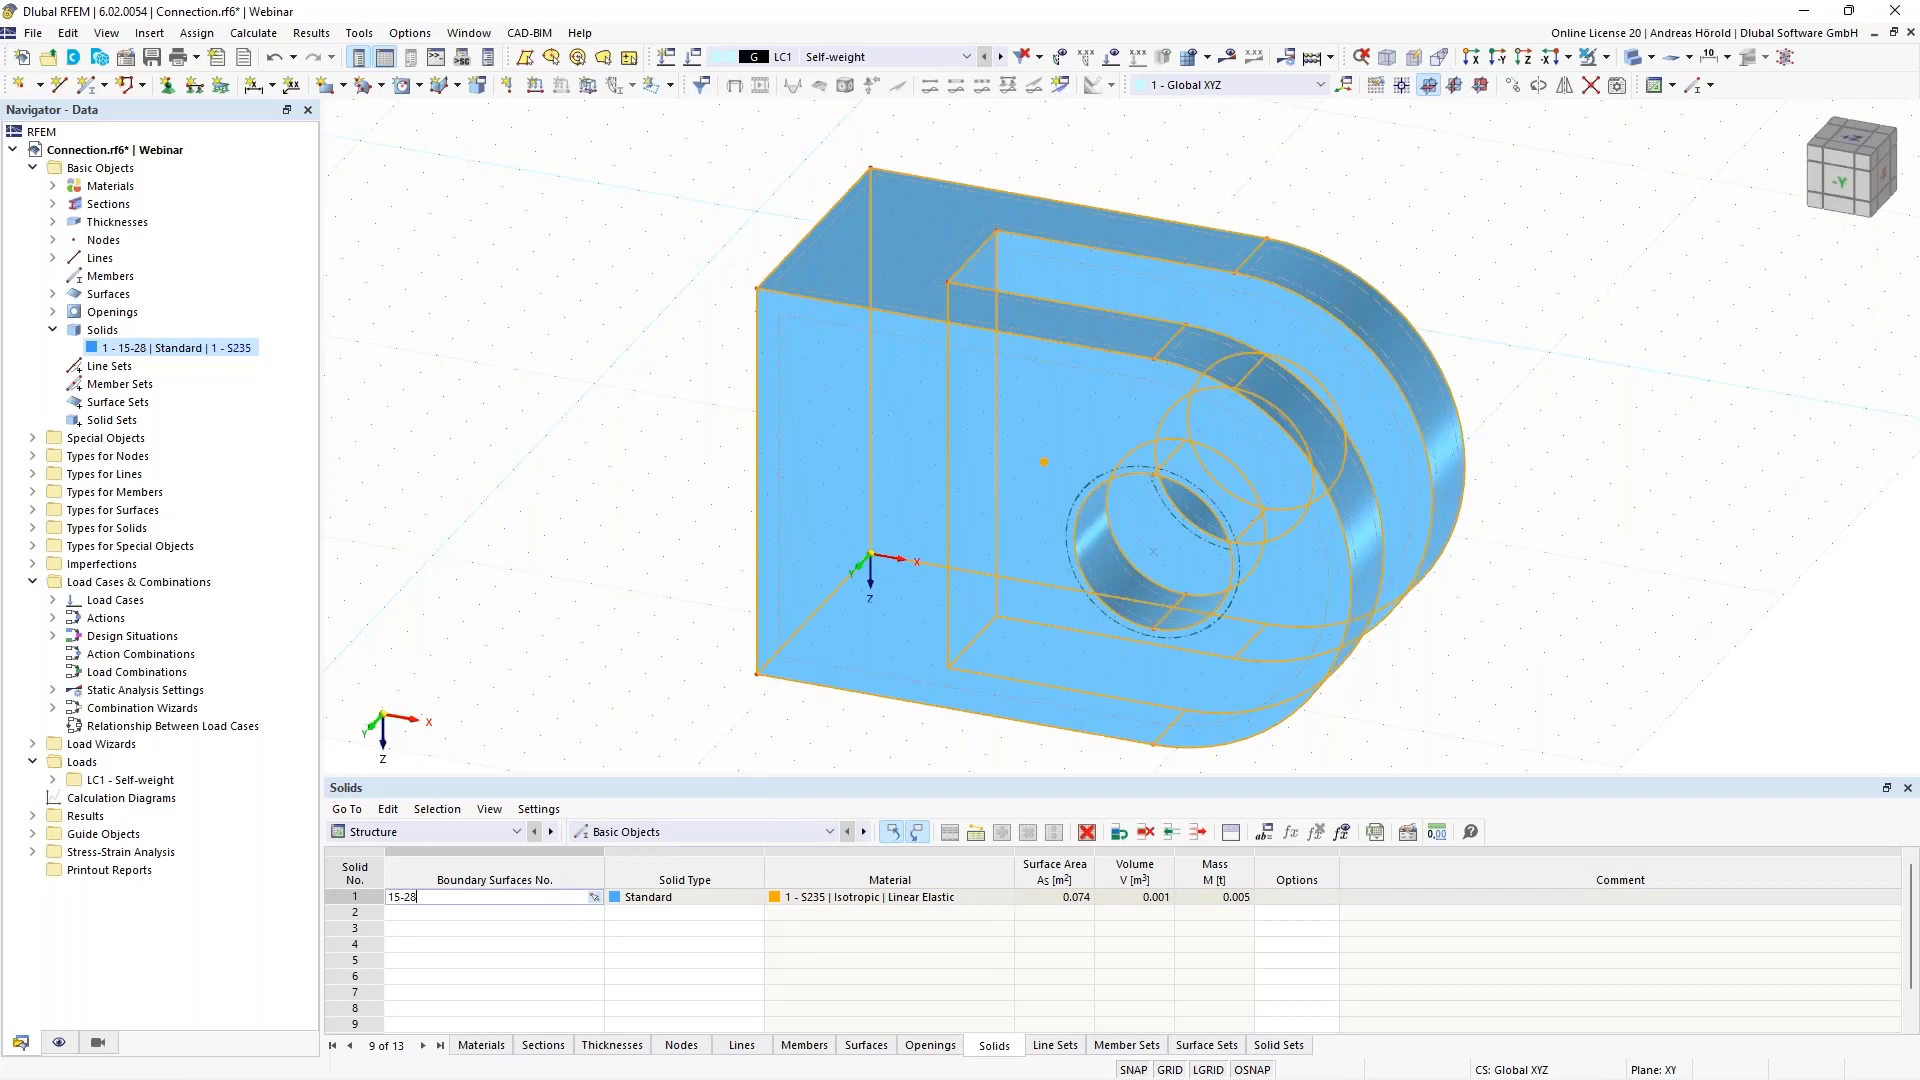 Dlubal RFEM | 6.02.0054 | Connection.rf6* | Webinar
File Edit View Insert Assign Calculate Results Tools Options Window CAD-BIM Help
Online License 20 | Andreas Hörold | Dlubal Software GmbH
G LC1 Self-weight
1 - Global XYZ
Navigator - Data
RFEM
Connection.rf6* | Webinar
Basic Objects
Materials
Sections
Thicknesses
Nodes
Lines
Members
Surfaces
Openings
Solids
1 - 15-28 | Standard | 1 - S235
Line Sets
Member Sets
Surface Sets
Solid Sets
Special Objects
Types for Nodes
Types for Lines
Types for Members
Types for Surfaces
Types for Solids
Types for Special Objects
Imperfections
Load Cases & Combinations
Load Cases
Actions
Design Situations
Action Combinations
Load Combinations
Static Analysis Settings
Combination Wizards
Relationship Between Load Cases
Load Wizards
Loads
LC1 - Self-weight
Calculation Diagrams
Results
Guide Objects
Stress-Strain Analysis
Printout Reports
+Z
-Y
X
Y
Z
X
Y
Z
Solids
Go To Edit Selection View Settings
Structure
Basic Objects
Solid No.
Boundary Surfaces No.
Solid Type
Material
Surface Area As [m²]
Volume V [m³]
Mass M [t]
Options
Comment
1 15-28 Standard 1 - S235 | Isotropic | Linear Elastic 0.074 0.001 0.005
2
3
4
5
6
7
8
9
9 of 13
Materials Sections Thicknesses Nodes Lines Members Surfaces Openings Solids Line Sets Member Sets Surface Sets Solid Sets
SNAP GRID LGRID OSNAP
CS: Global XYZ
Plane: XY